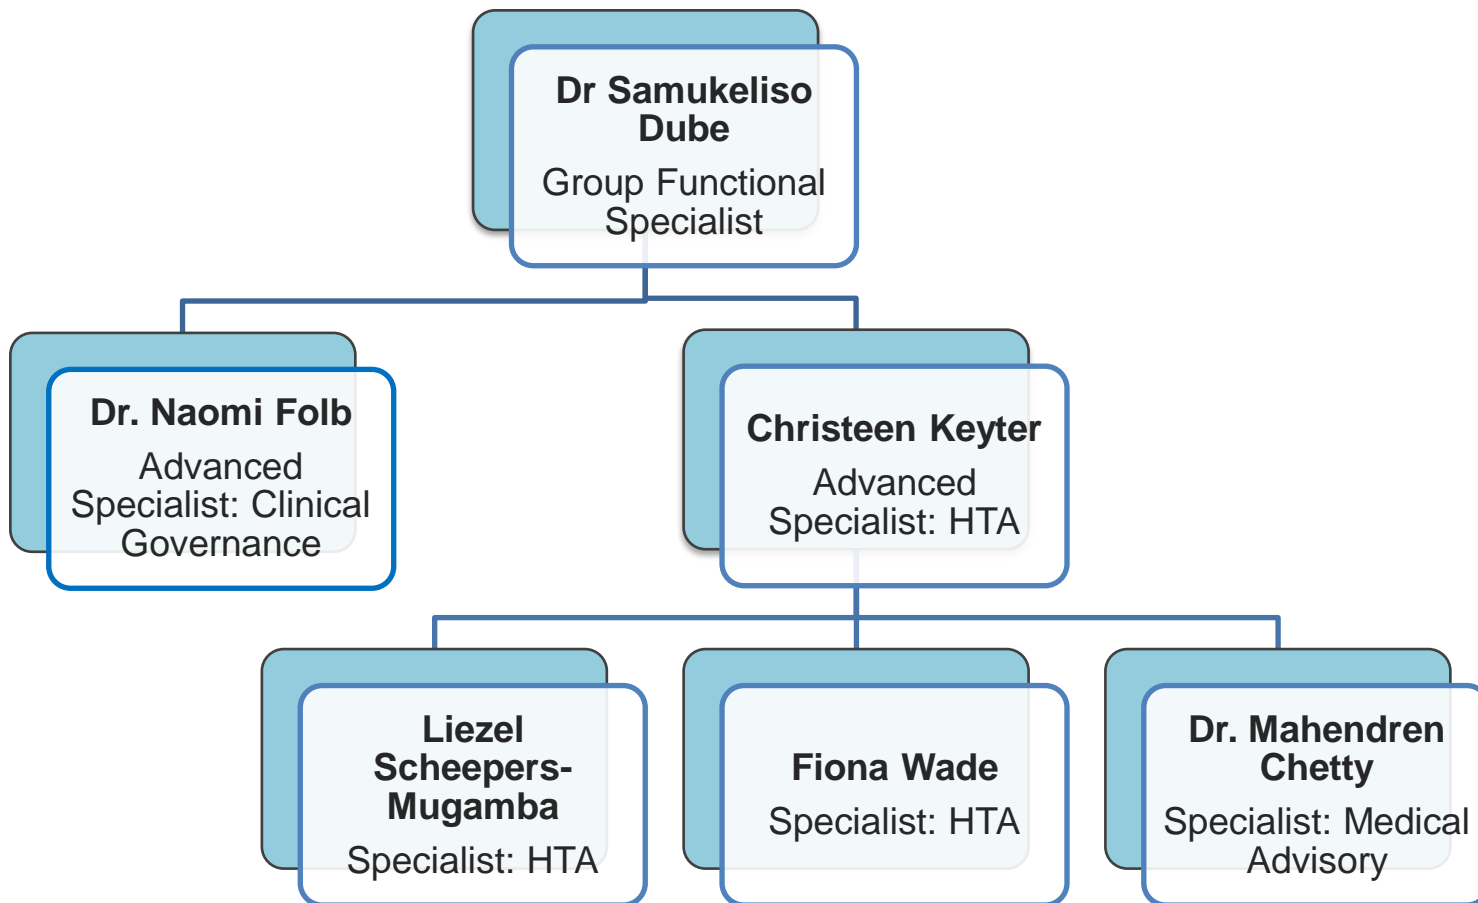 Dr Samukeliso
Dube
Group Functional
Specialist
Dr. Naomi Folb
Advanced
Specialist: Clinical
Governance
Christeen Keyter
Advanced
Specialist: HTA
Liezel
Scheepers-
Mugamba
Specialist: HTA
Fiona Wade
Specialist: HTA
Dr. Mahendren
Chetty
Specialist: Medical
Advisory